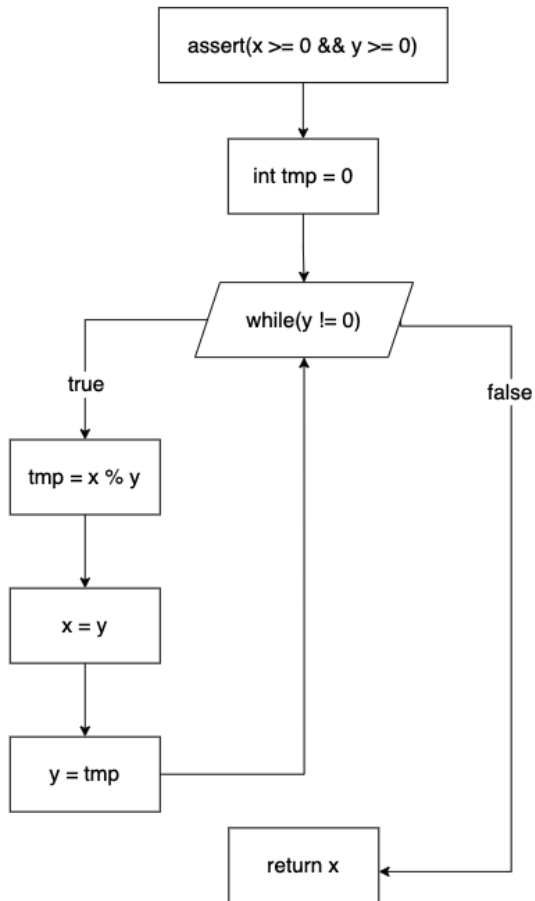 assert(x >= 0 && y >= 0)
int tmp = 0
while(y != 0)
true
false
tmp = x % y
x = y
y = tmp
return x